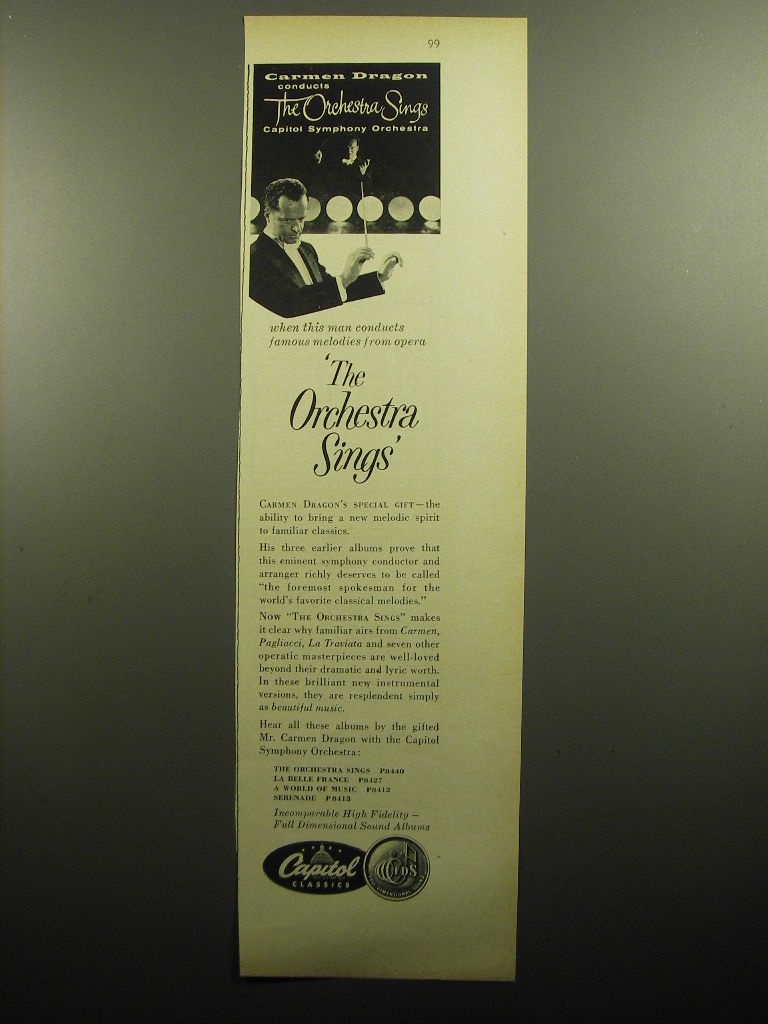 99
Carmen Dragon
conducts
The Orchestra Sings
Capitol Symphony Orchestra
when this man conducts
famous melodies from opera
'The
Orchestra
Sings'
CARMEN DRAGON'S SPECIAL GIFT—the
ability to bring a new melodic spirit
to familiar classics.
His three earlier albums prove that
this eminent symphony conductor and
arranger richly deserves to be called
"the foremost spokesman for the
world's favorite classical melodies."
NOW "THE ORCHESTRA SINGS" makes
it clear why familiar airs from Carmen,
Pagliacci, La Traviata and seven other
operatic masterpieces are well-loved
beyond their dramatic and lyric worth.
In these brilliant new instrumental
versions, they are resplendent simply
as beautiful music.
Hear all these albums by the gifted
Mr. Carmen Dragon with the Capitol
Symphony Orchestra:
THE ORCHESTRA SINGS P8440
LA BELLE FRANCE P8427
A WORLD OF MUSIC P8412
SERENADE P8413
Incomparable High Fidelity—
Full Dimensional Sound Albums
Capitol
CLASSICS
FDS
FULL DIMENSIONAL SOUND